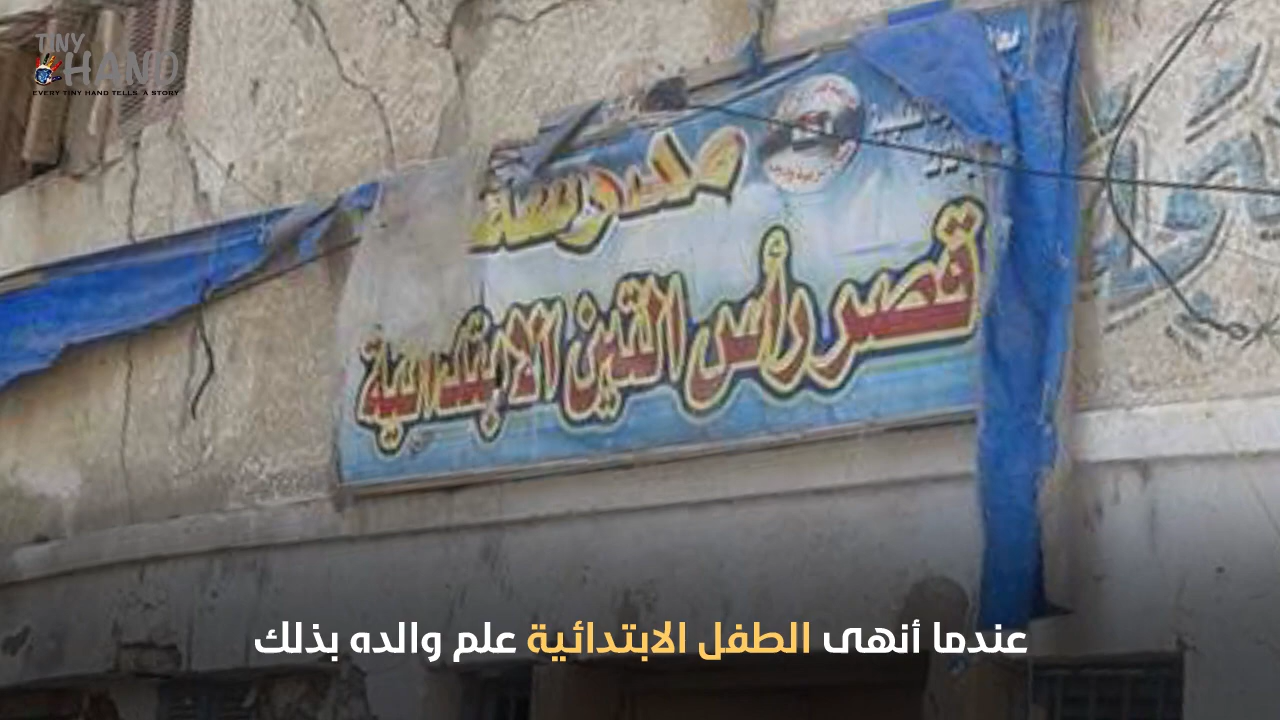 TINY
HAND
EVERY TINY HAND TELLS A STORY
مدرسة
قصر رأس التين الابتدائية
عندما أنهى الطفل الابتدائية علم والده بذلك